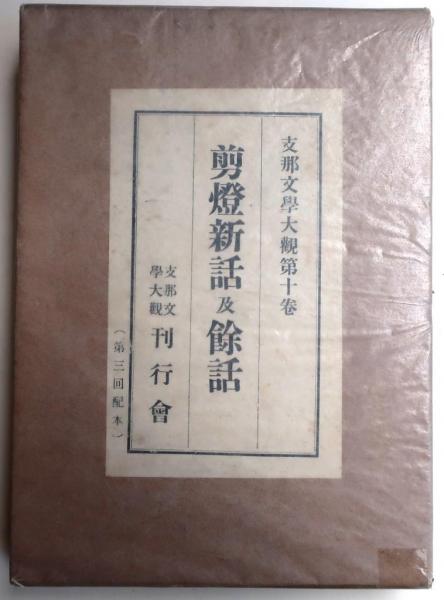 支那文學大觀第十卷
剪燈新話及餘話
支那文
學大觀
刊行會
(第三回配本)